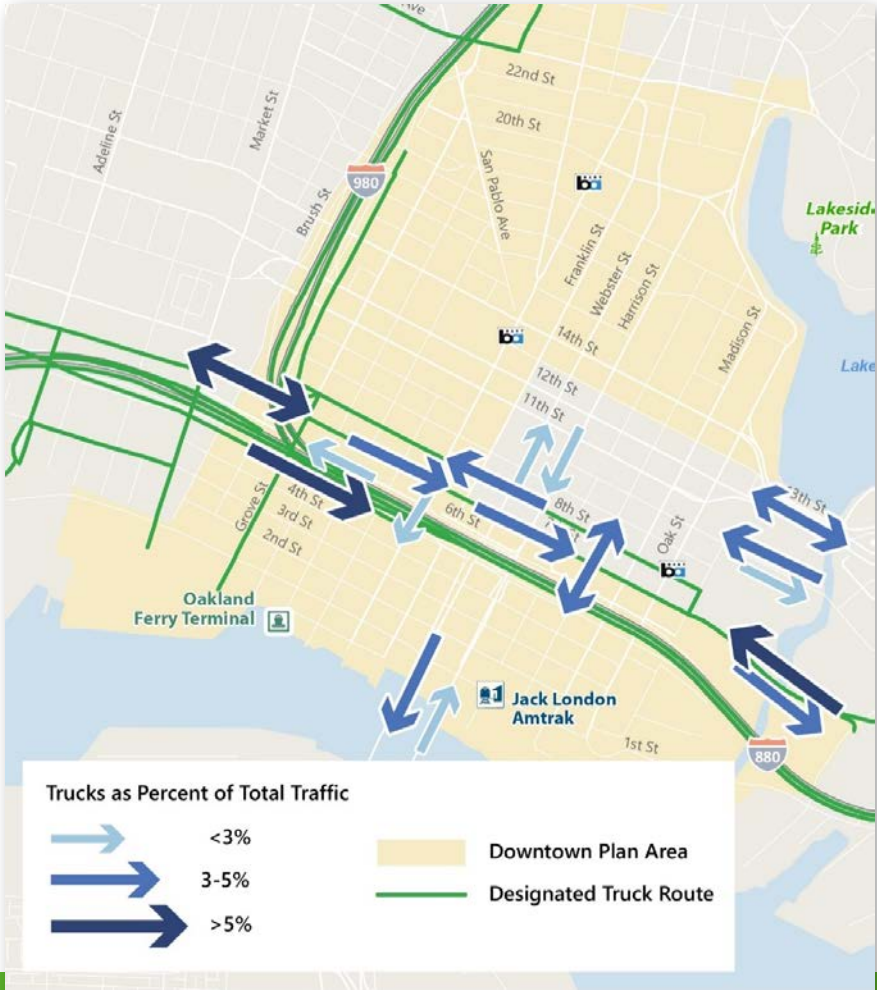 Ave
22nd St
20th St
Market St
Adeline St
980
San Pablo Ave
Brush St
Lakeside
Park
Franklin St
Webster St
Harrison St
14th St
Madison St
12th St
Lake
11th St
13th St
8th St
4th St
6th St
Grove St
3rd St
Oak St
2nd St
Oakland
Ferry Terminal
Jack London
Amtrak
1st St
880
Trucks as Percent of Total Traffic
<3%
3-5%
>5%
Downtown Plan Area
Designated Truck Route